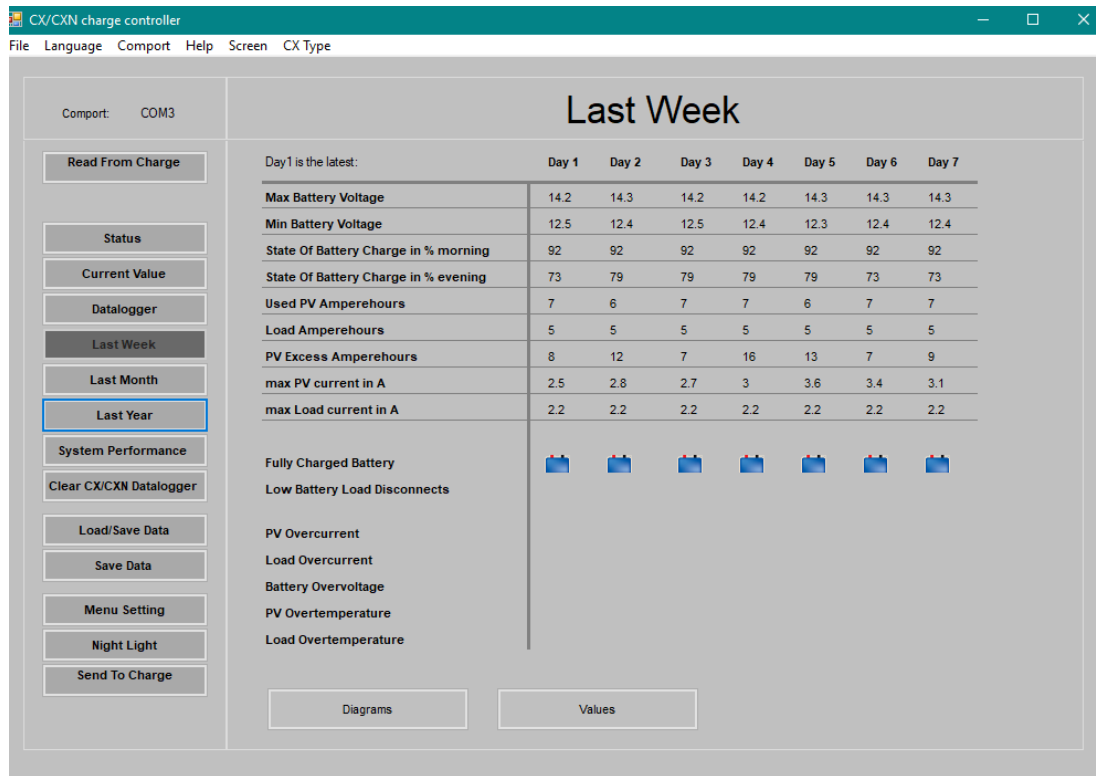 CX/CXN charge controller
File Language Comport Help Screen CX Type
Comport: COM3
Last Week
Read From Charge
Status
Current Value
Datalogger
Last Week
Last Month
Last Year
System Performance
Clear CX/CXN Datalogger
Load/Save Data
Save Data
Menu Setting
Night Light
Send To Charge
Day1 is the latest: Day 1 Day 2 Day 3 Day 4 Day 5 Day 6 Day 7
Max Battery Voltage 14.2 14.3 14.2 14.2 14.3 14.3 14.3
Min Battery Voltage 12.5 12.4 12.5 12.4 12.3 12.4 12.4
State Of Battery Charge in % morning 92 92 92 92 92 92 92
State Of Battery Charge in % evening 73 79 79 79 79 73 73
Used PV Amperehours 7 6 7 7 6 7 7
Load Amperehours 5 5 5 5 5 5 5
PV Excess Amperehours 8 12 7 16 13 7 9
max PV current in A 2.5 2.8 2.7 3 3.6 3.4 3.1
max Load current in A 2.2 2.2 2.2 2.2 2.2 2.2 2.2
Fully Charged Battery
Low Battery Load Disconnects
PV Overcurrent
Load Overcurrent
Battery Overvoltage
PV Overtemperature
Load Overtemperature
Diagrams Values